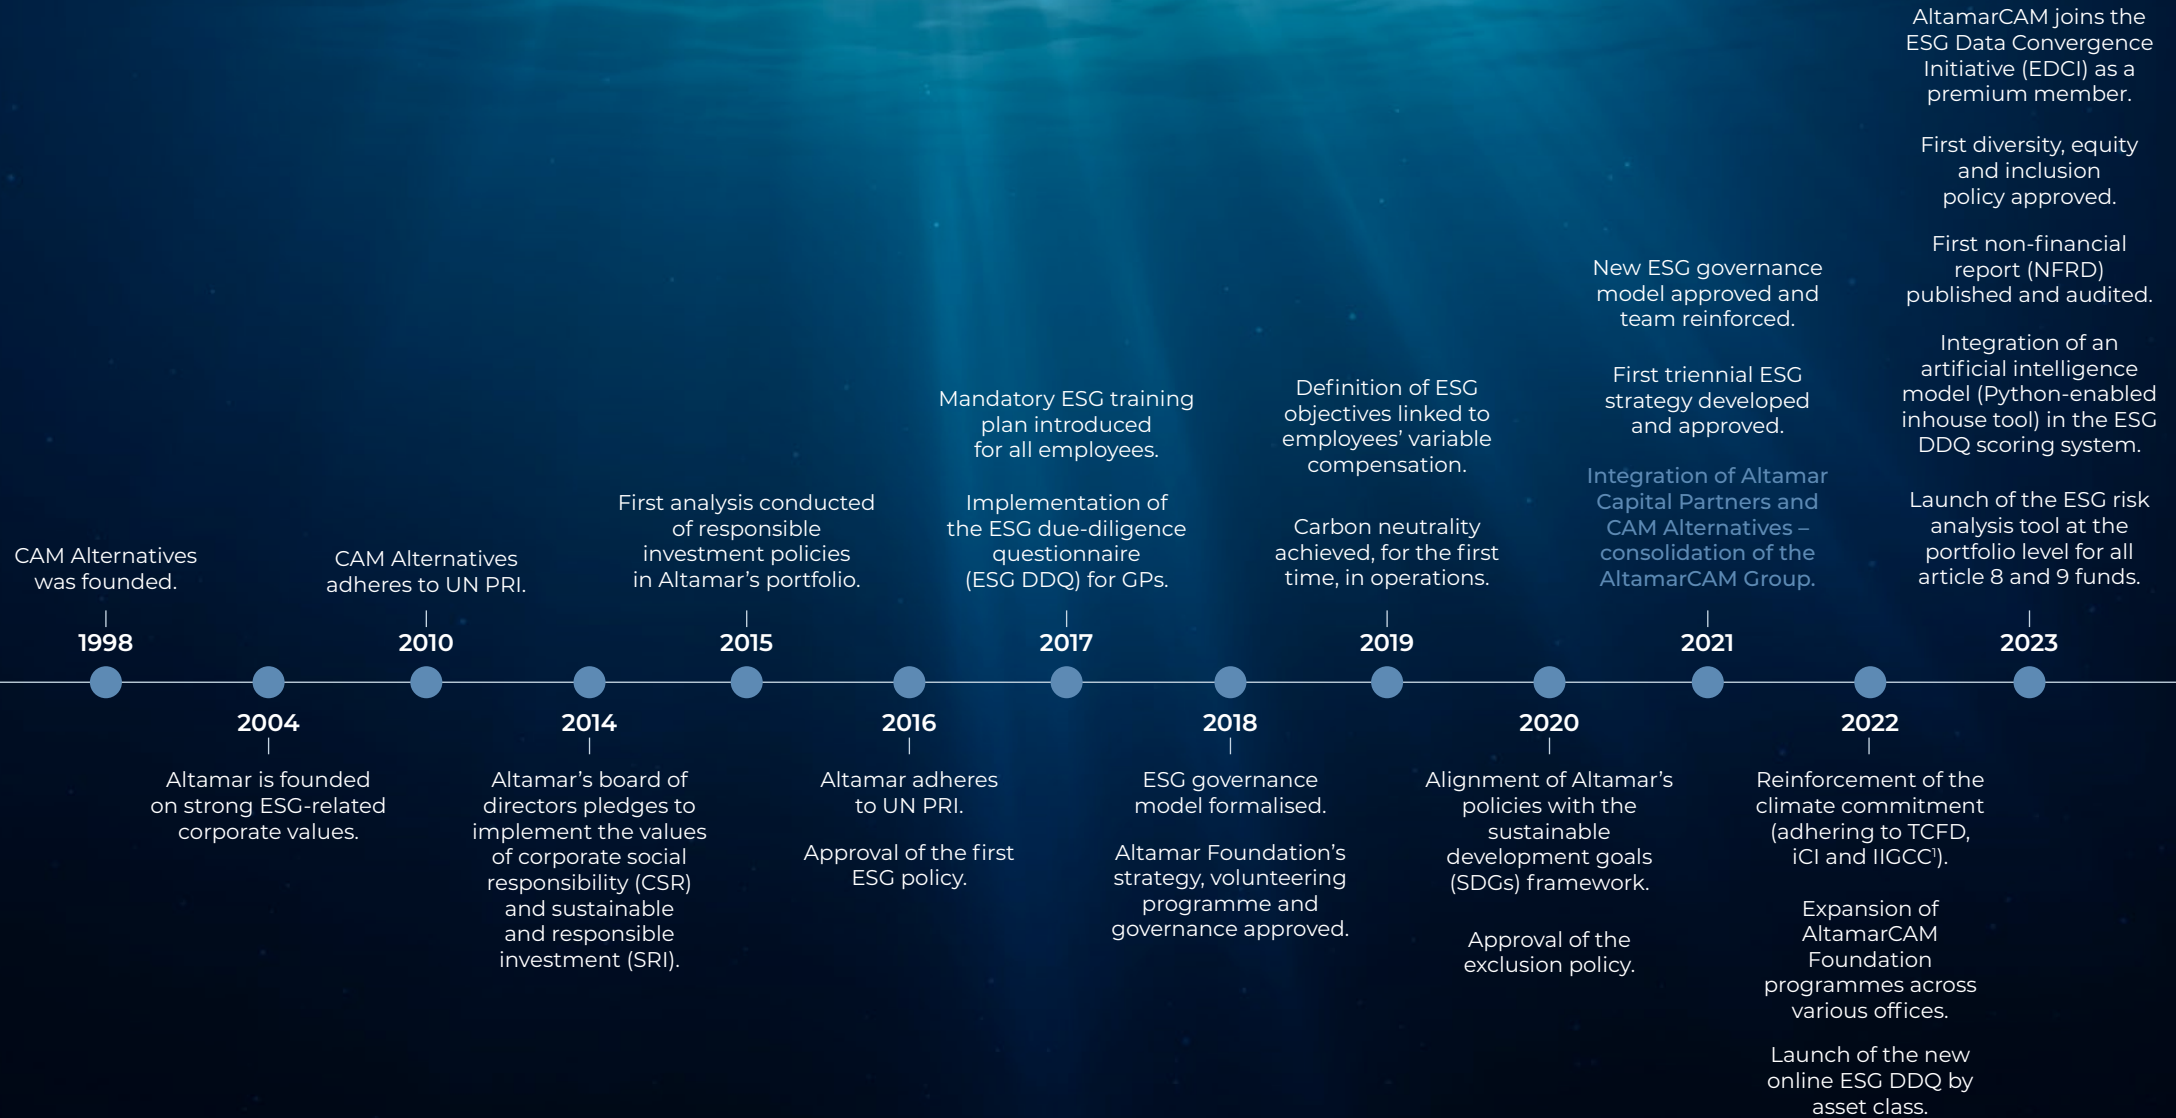 CAM Alternatives
was founded.
1998
2004
Altamar is founded
on strong ESG-related
corporate values.
CAM Alternatives
adheres to UN PRI.
2010
2014
Altamar’s board of
directors pledges to
implement the values
of corporate social
responsibility (CSR)
and sustainable
and responsible
investment (SRI).
First analysis conducted
of responsible
investment policies
in Altamar’s portfolio.
2015
2016
Altamar adheres
to UN PRI.
Approval of the first
ESG policy.
Mandatory ESG training
plan introduced
for all employees.
Implementation of
the ESG due-diligence
questionnaire
(ESG DDQ) for GPs.
2017
2018
ESG governance
model formalised.
Altamar Foundation’s
strategy, volunteering
programme and
governance approved.
Definition of ESG
objectives linked to
employees’ variable
compensation.
Carbon neutrality
achieved, for the first
time, in operations.
2019
2020
Alignment of Altamar’s
policies with the
sustainable
development goals
(SDGs) framework.
Approval of the
exclusion policy.
New ESG governance
model approved and
team reinforced.
First triennial ESG
strategy developed
and approved.
Integration of Altamar
Capital Partners and
CAM Alternatives –
consolidation of the
AltamarCAM Group.
2021
2022
Reinforcement of the
climate commitment
(adhering to TCFD,
iCI and IIGCC¹).
Expansion of
AltamarCAM
Foundation
programmes across
various offices.
Launch of the new
online ESG DDQ by
asset class.
AltamarCAM joins the
ESG Data Convergence
Initiative (EDCI) as a
premium member.
First diversity, equity
and inclusion
policy approved.
First non-financial
report (NFRD)
published and audited.
Integration of an
artificial intelligence
model (Python-enabled
inhouse tool) in the ESG
DDQ scoring system.
Launch of the ESG risk
analysis tool at the
portfolio level for all
article 8 and 9 funds.
2023